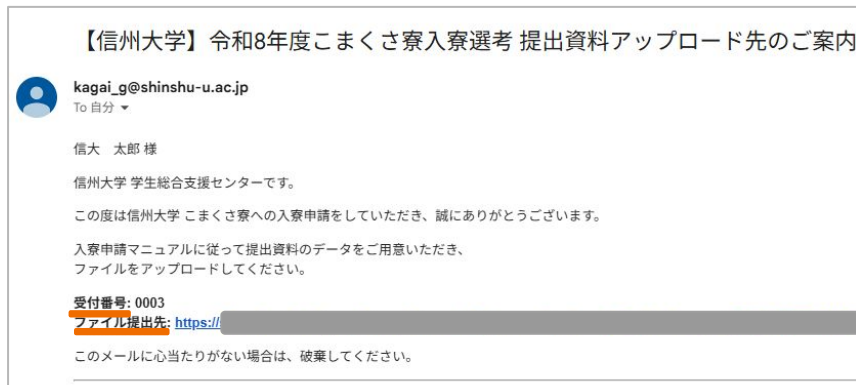 【信州大学】令和8年度こまくさ寮入寮選考 提出資料アップロード先のご案内
kagai_g@shinshu-u.ac.jp
To 自分
信大　太郎 様
信州大学 学生総合支援センターです。
この度は信州大学 こまくさ寮への入寮申請をしていただき、誠にありがとうございます。
入寮申請マニュアルに従って提出資料のデータをご用意いただき、
ファイルをアップロードしてください。
受付番号: 0003
ファイル提出先: https://
このメールに心当たりがない場合は、破棄してください。